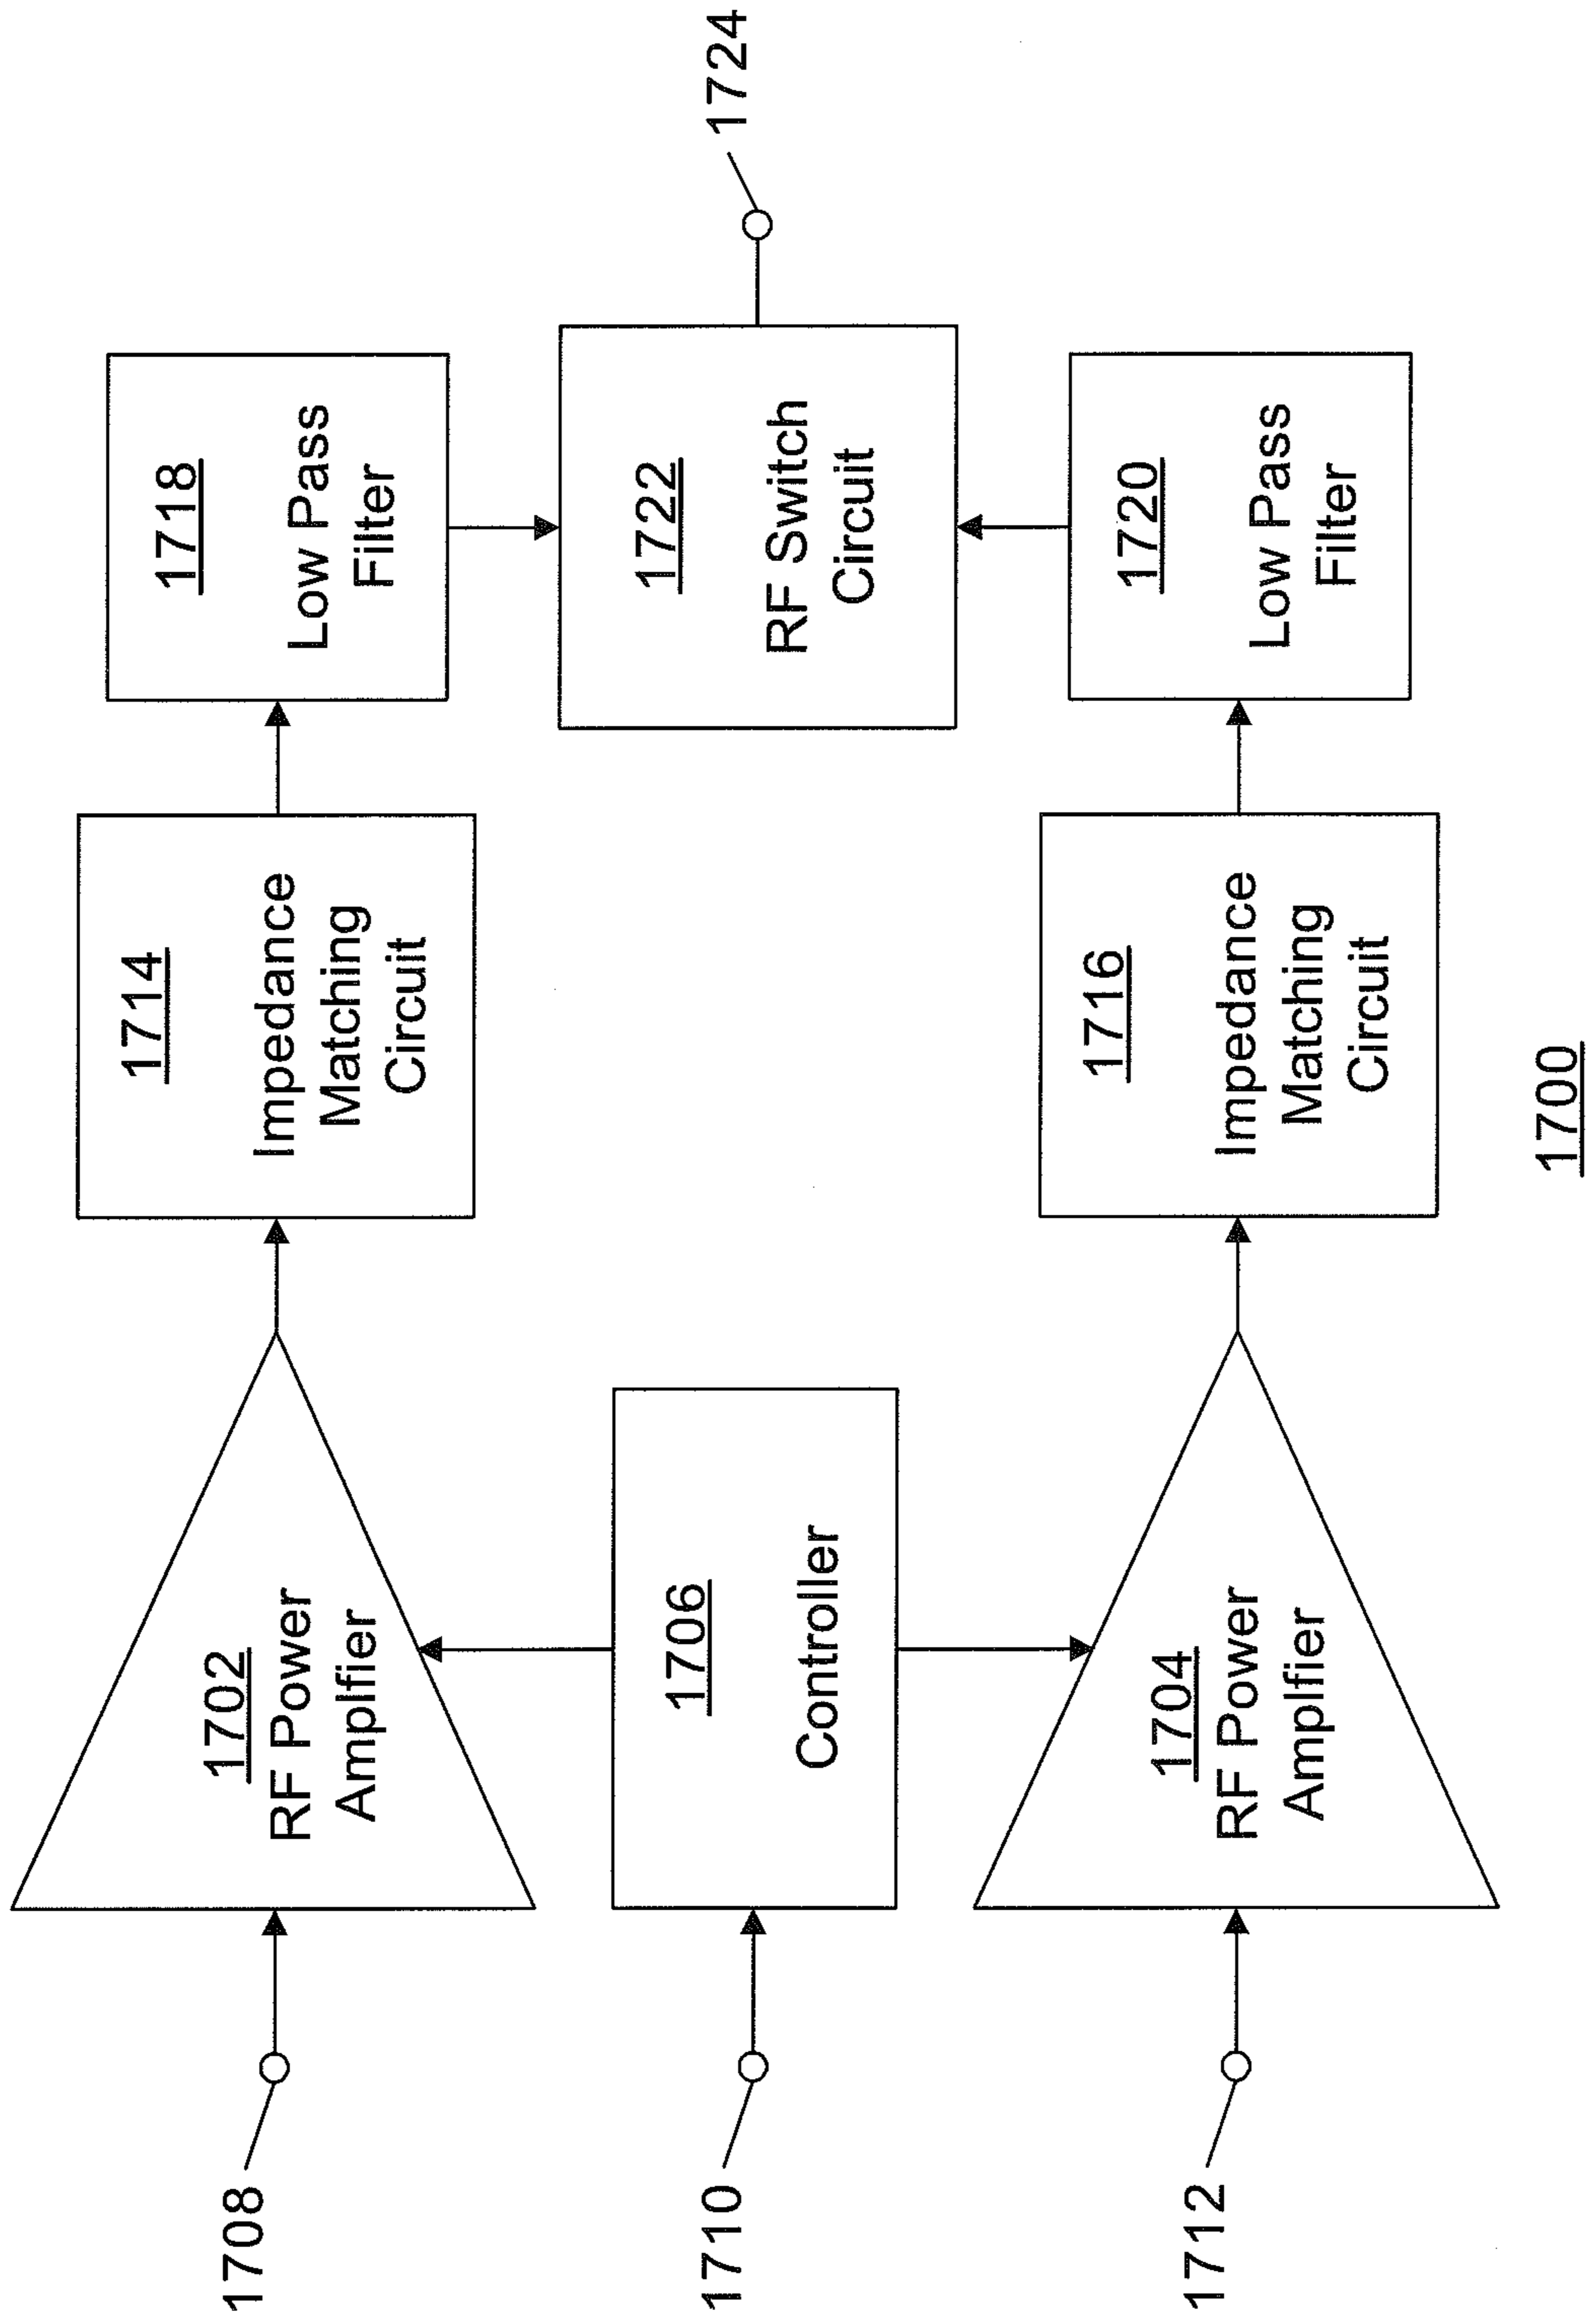 1708
1702
RF Power
Amplfier
1714
Impedance
Matching
Circuit
1718
Low Pass
Filter
1710
1706
Controller
1722
RF Switch
Circuit
1724
1712
1704
RF Power
Amplfier
1716
Impedance
Matching
Circuit
1720
Low Pass
Filter
1700